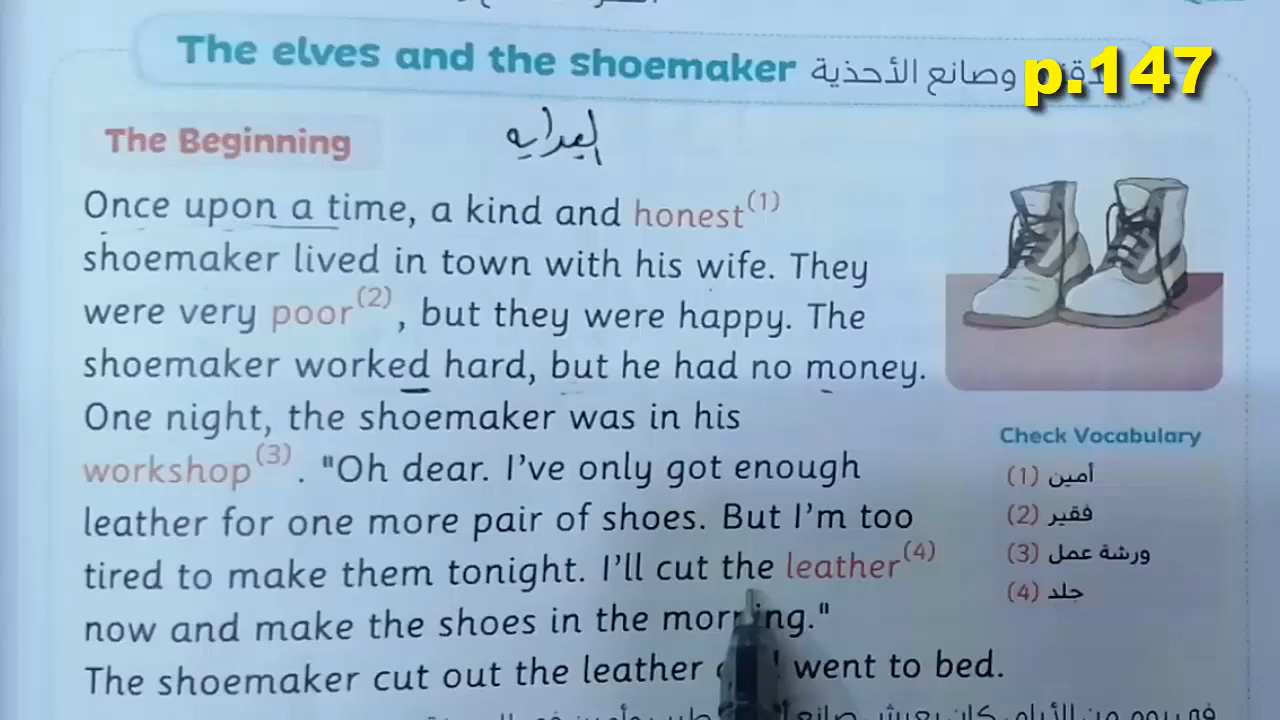 The elves and the shoemaker وصانع الأحذية
p.147
The Beginning
البدايه
Once upon a time, a kind and honest(1)
shoemaker lived in town with his wife. They
were very poor(2), but they were happy. The
shoemaker worked hard, but he had no money.
One night, the shoemaker was in his
workshop(3). "Oh dear. I've only got enough
leather for one more pair of shoes. But I'm too
tired to make them tonight. I'll cut the leather(4)
now and make the shoes in the morning."
The shoemaker cut out the leather went to bed.
Check Vocabulary
(1) أمين
(2) فقير
(3) ورشة عمل
(4) جلد